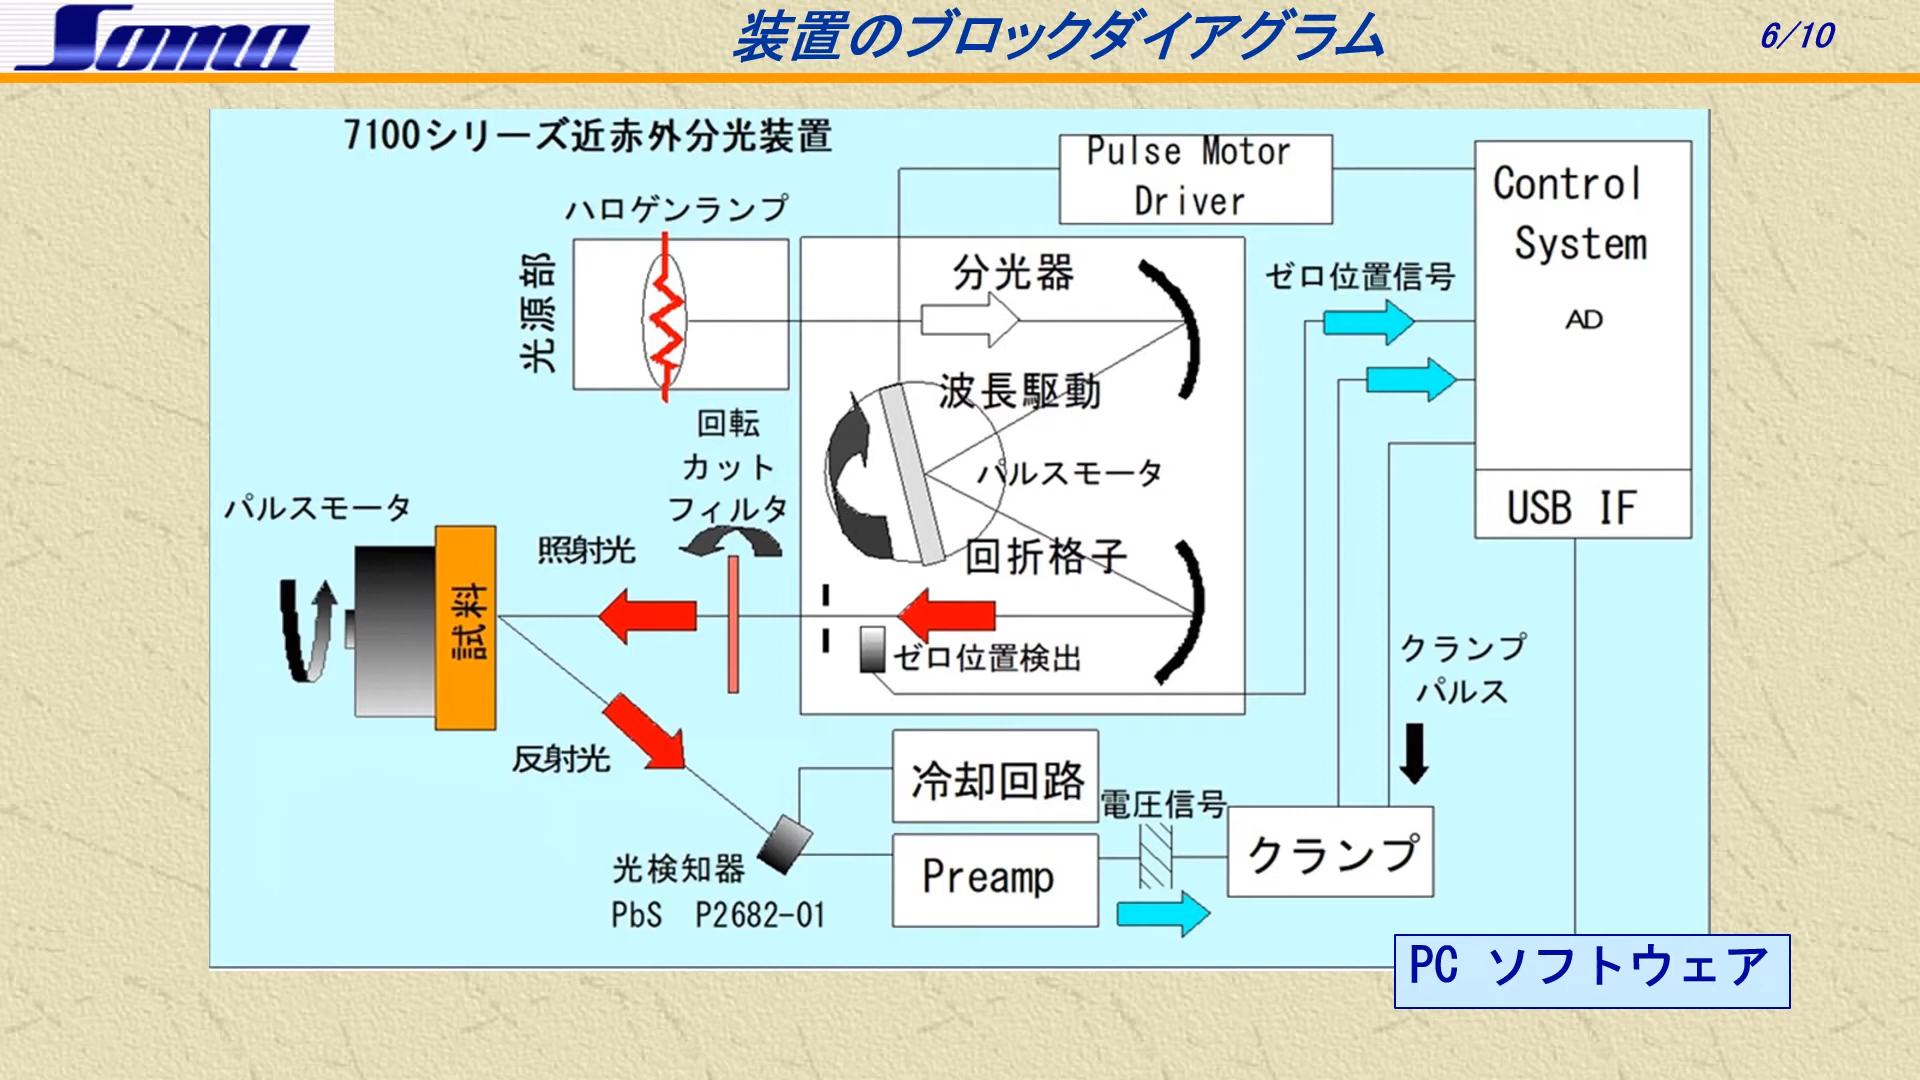 Soma
装置のブロックダイアグラム
6/10
7100シリーズ近赤外分光装置
Pulse Motor
Driver
Control
System
AD
USB IF
ハロゲンランプ
光源部
分光器
ゼロ位置信号
波長駆動
パルスモータ
回折格子
ゼロ位置検出
回転
カット
フィルタ
パルスモータ
照射光
試料
反射光
クランプ
パルス
冷却回路
電圧信号
クランプ
Preamp
光検知器
PbS P2682-01
PC ソフトウェア